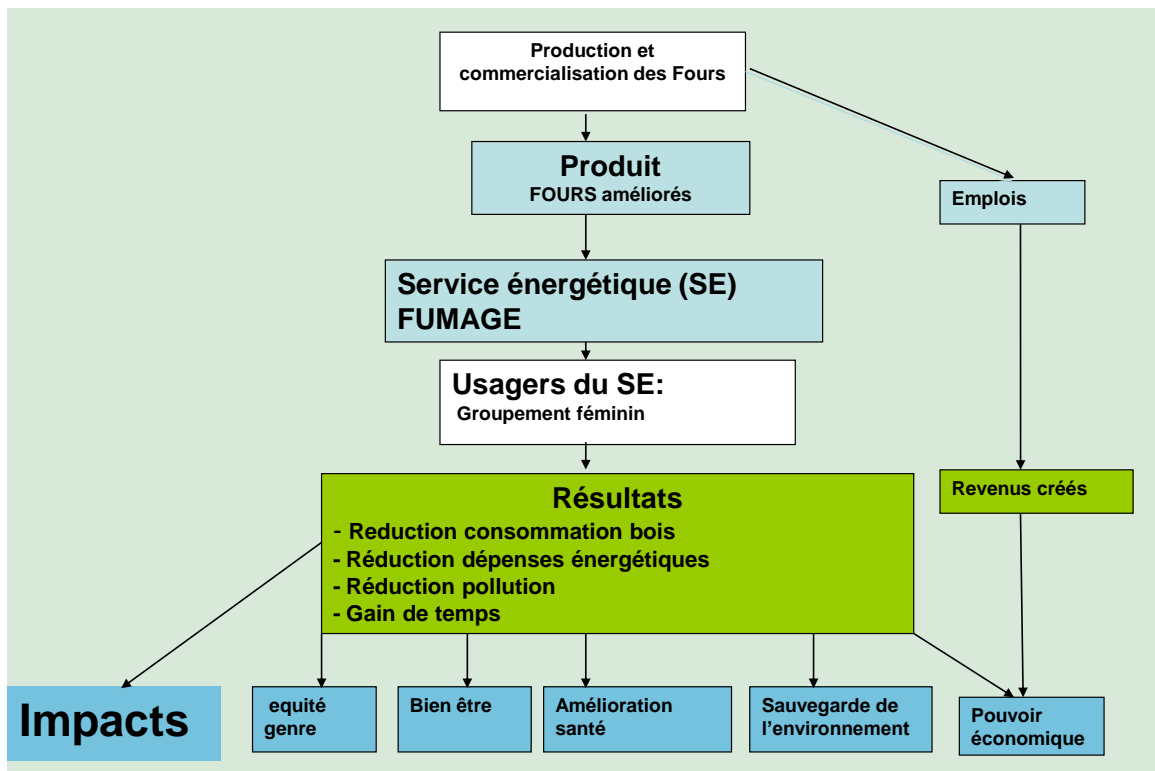 Production et
commercialisation des Fours
Produit
FOURS améliorés
Emplois
Service énergétique (SE)
FUMAGE
Usagers du SE:
Groupement féminin
Résultats
- Reduction consommation bois
- Réduction dépenses énergétiques
- Réduction pollution
- Gain de temps
Revenus créés
Impacts
equité
genre
Bien être
Amélioration
santé
Sauvegarde de
l'environnement
Pouvoir
économique